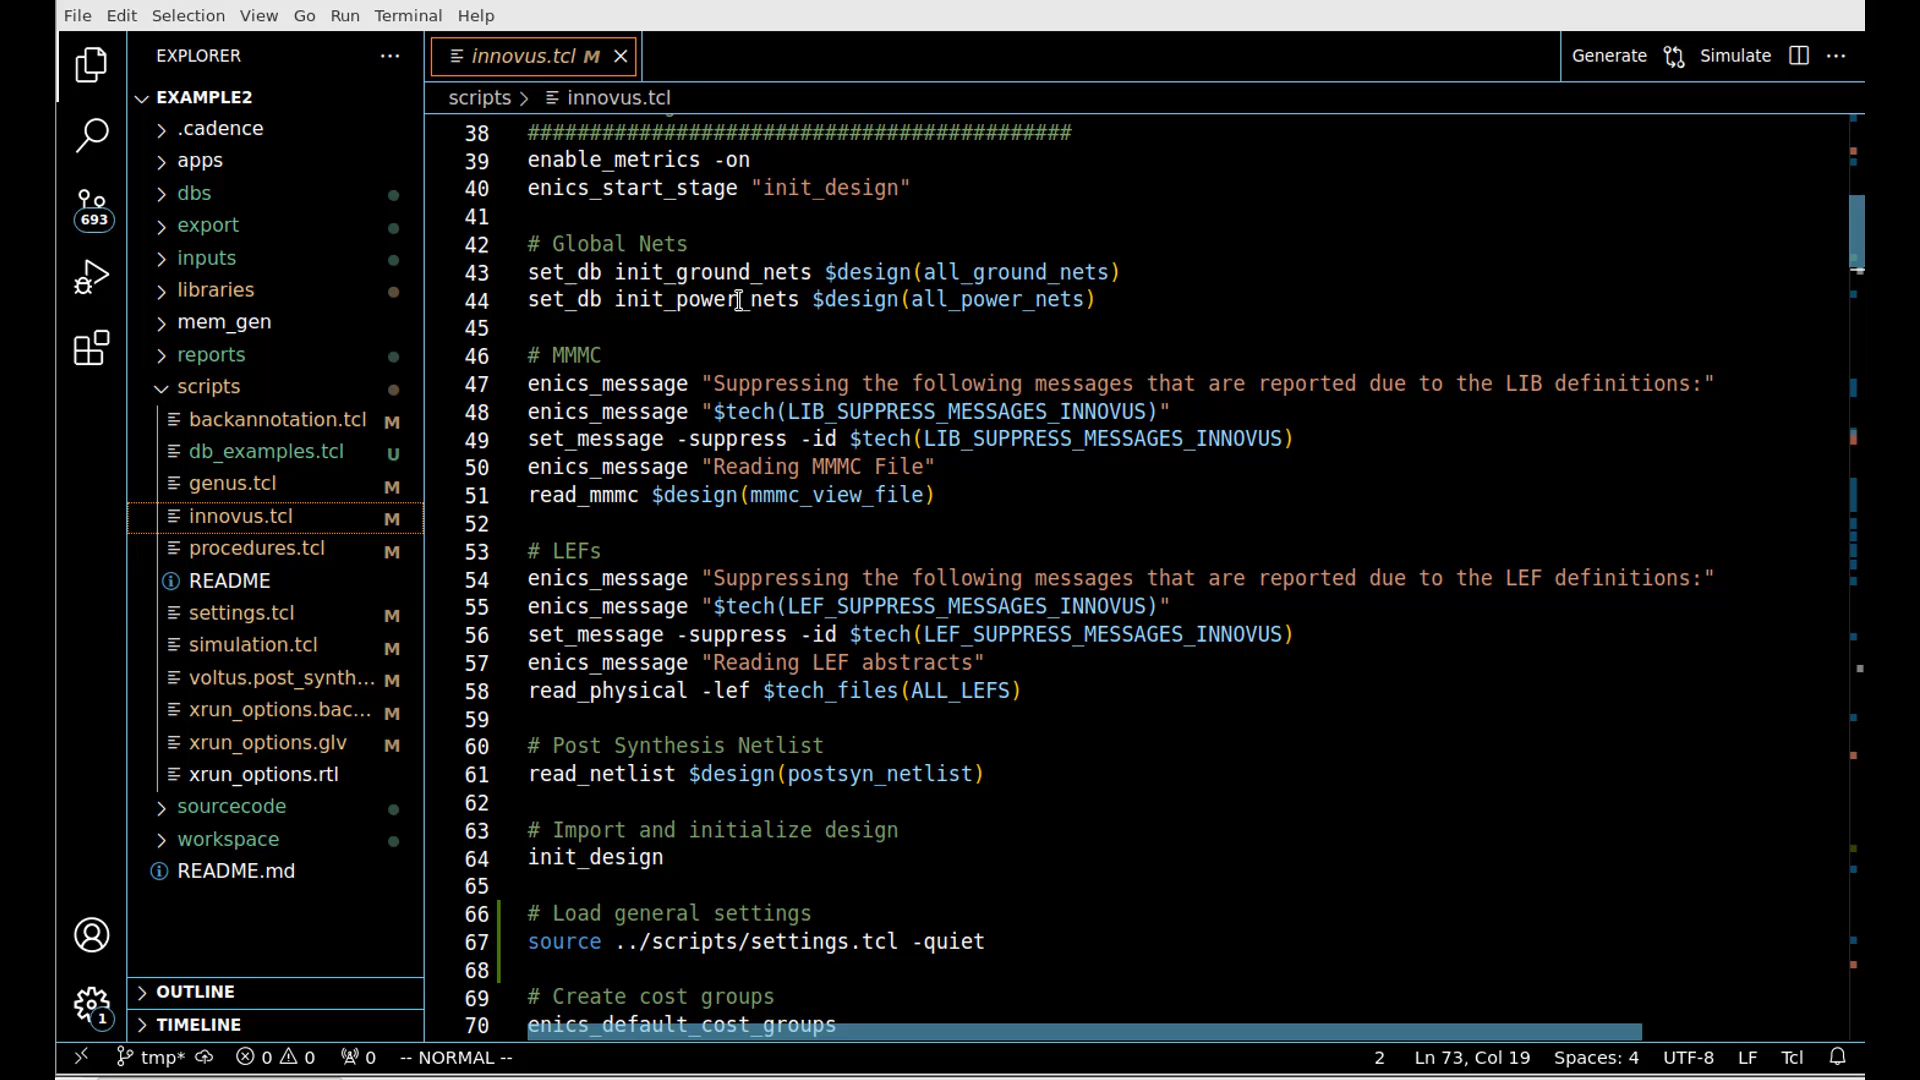 File Edit Selection View Go Run Terminal Help
EXPLORER
innovus.tcl M
Generate Simulate
EXAMPLE2
scripts > innovus.tcl
.cadence
apps
dbs
export
inputs
libraries
mem_gen
reports
scripts
backannotation.tcl M
db_examples.tcl U
genus.tcl M
innovus.tcl M
procedures.tcl M
README
settings.tcl M
simulation.tcl M
voltus.post_synth... M
xrun_options.bac... M
xrun_options.glv M
xrun_options.rtl
sourcecode
workspace
README.md
OUTLINE
TIMELINE
693
1
38 ############################################
39 enable_metrics -on
40 enics_start_stage "init_design"
41
42 # Global Nets
43 set_db init_ground_nets $design(all_ground_nets)
44 set_db init_power_nets $design(all_power_nets)
45
46 # MMMC
47 enics_message "Suppressing the following messages that are reported due to the LIB definitions:"
48 enics_message "$tech(LIB_SUPPRESS_MESSAGES_INNOVUS)"
49 set_message -suppress -id $tech(LIB_SUPPRESS_MESSAGES_INNOVUS)
50 enics_message "Reading MMMC File"
51 read_mmmc $design(mmmc_view_file)
52
53 # LEFs
54 enics_message "Suppressing the following messages that are reported due to the LEF definitions:"
55 enics_message "$tech(LEF_SUPPRESS_MESSAGES_INNOVUS)"
56 set_message -suppress -id $tech(LEF_SUPPRESS_MESSAGES_INNOVUS)
57 enics_message "Reading LEF abstracts"
58 read_physical -lef $tech_files(ALL_LEFS)
59
60 # Post Synthesis Netlist
61 read_netlist $design(postsyn_netlist)
62
63 # Import and initialize design
64 init_design
65
66 # Load general settings
67 source ../scripts/settings.tcl -quiet
68
69 # Create cost groups
70 enics_default_cost_groups
tmp* 0 0 0 -- NORMAL -- 2 Ln 73, Col 19 Spaces: 4 UTF-8 LF Tcl